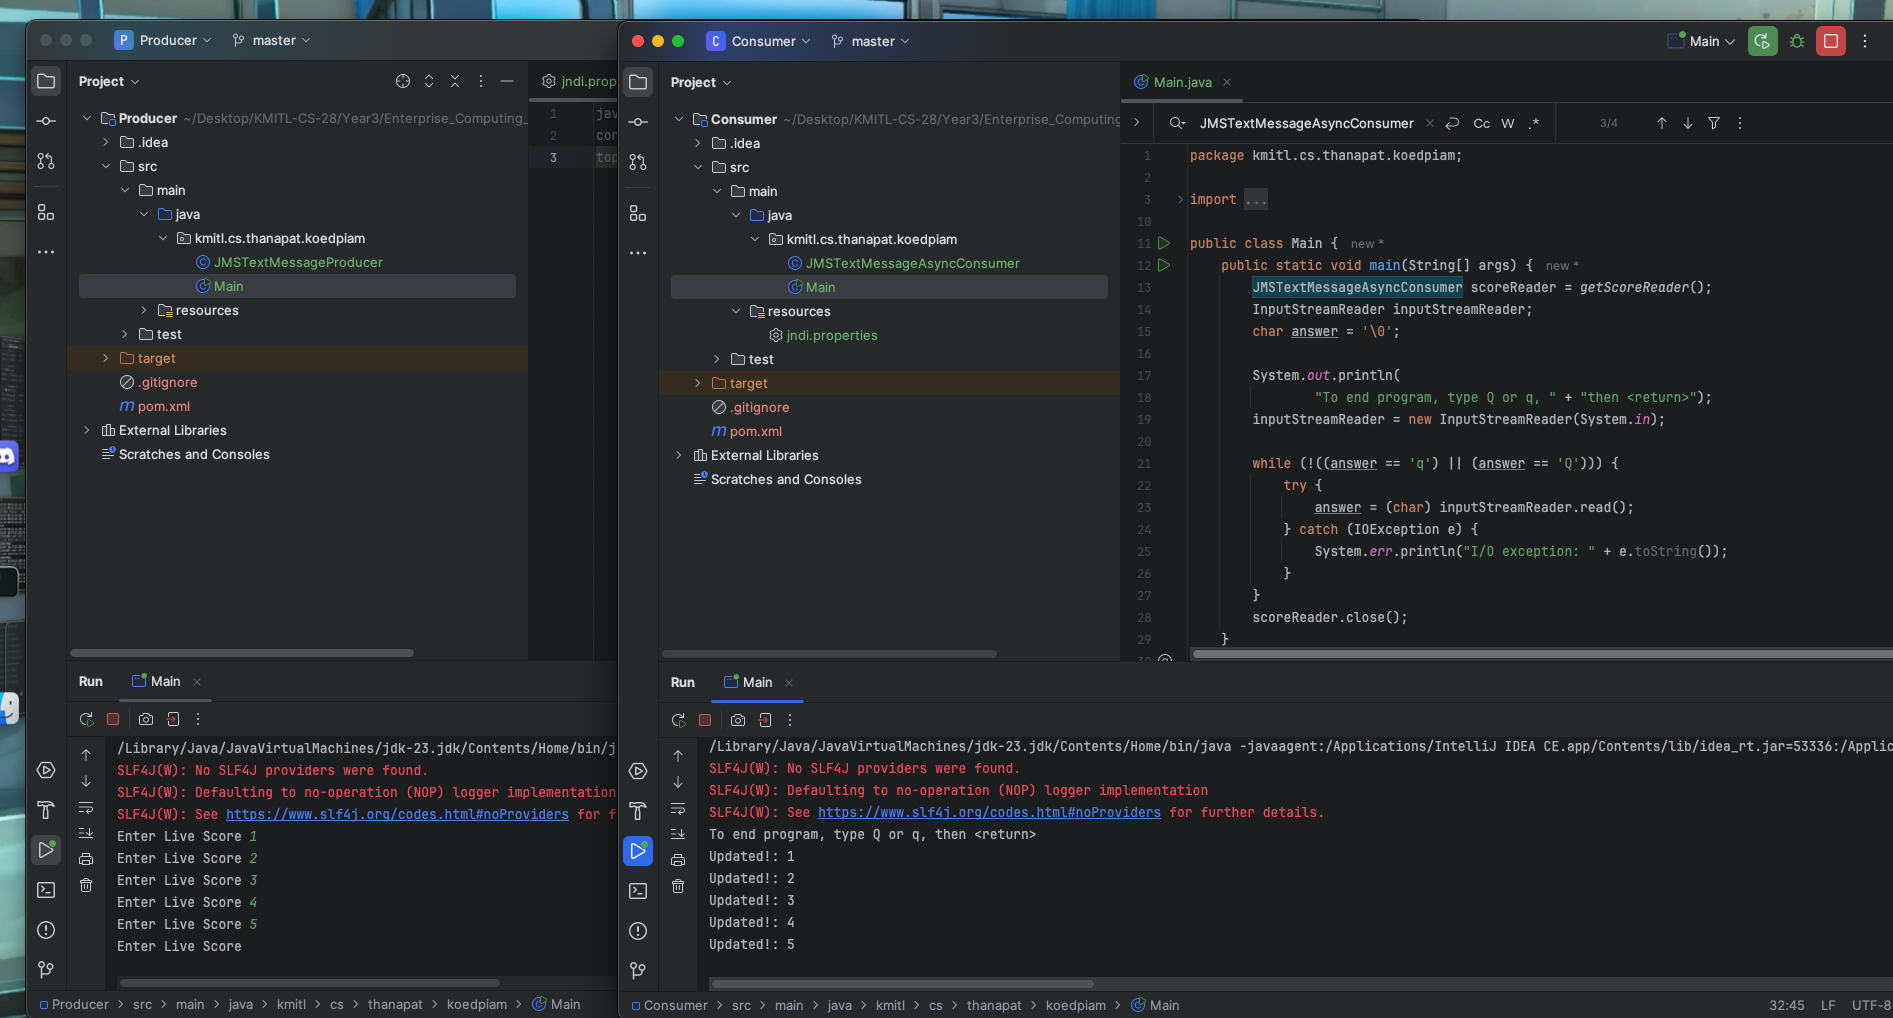 P Producer master
Project
Producer ~/Desktop/KMITL-CS-28/Year3/Enterprise_Computing_
.idea
src
main
java
kmitl.cs.thanapat.koedpiam
JMSTextMessageProducer
Main
resources
test
target
.gitignore
m pom.xml
External Libraries
Scratches and Consoles
jndi.prop
1 jav
2 con
3 top
Run Main
/Library/Java/JavaVirtualMachines/jdk-23.jdk/Contents/Home/bin/j
SLF4J(W): No SLF4J providers were found.
SLF4J(W): Defaulting to no-operation (NOP) logger implementation
SLF4J(W): See https://www.slf4j.org/codes.html#noProviders for f
Enter Live Score 1
Enter Live Score 2
Enter Live Score 3
Enter Live Score 4
Enter Live Score 5
Enter Live Score
Producer > src > main > java > kmitl > cs > thanapat > koedpiam > Main
C Consumer master
Main
Project
Consumer ~/Desktop/KMITL-CS-28/Year3/Enterprise_Computing
.idea
src
main
java
kmitl.cs.thanapat.koedpiam
JMSTextMessageAsyncConsumer
Main
resources
jndi.properties
test
target
.gitignore
m pom.xml
External Libraries
Scratches and Consoles
Main.java
JMSTextMessageAsyncConsumer × Cc W .* 3/4
1 package kmitl.cs.thanapat.koedpiam;
2
3 import ...
10
11 public class Main { new *
12 public static void main(String[] args) { new *
13 JMSTextMessageAsyncConsumer scoreReader = getScoreReader();
14 InputStreamReader inputStreamReader;
15 char answer = '\0';
16
17 System.out.println(
18 "To end program, type Q or q, " + "then <return>");
19 inputStreamReader = new InputStreamReader(System.in);
20
21 while (!((answer == 'q') || (answer == 'Q'))) {
22 try {
23 answer = (char) inputStreamReader.read();
24 } catch (IOException e) {
25 System.err.println("I/O exception: " + e.toString());
26 }
27 }
28 scoreReader.close();
29 }
Run Main
/Library/Java/JavaVirtualMachines/jdk-23.jdk/Contents/Home/bin/java -javaagent:/Applications/IntelliJ IDEA CE.app/Contents/lib/idea_rt.jar=53336:/Applic
SLF4J(W): No SLF4J providers were found.
SLF4J(W): Defaulting to no-operation (NOP) logger implementation
SLF4J(W): See https://www.slf4j.org/codes.html#noProviders for further details.
To end program, type Q or q, then <return>
Updated!: 1
Updated!: 2
Updated!: 3
Updated!: 4
Updated!: 5
Consumer > src > main > java > kmitl > cs > thanapat > koedpiam > Main
32:45 LF UTF-8